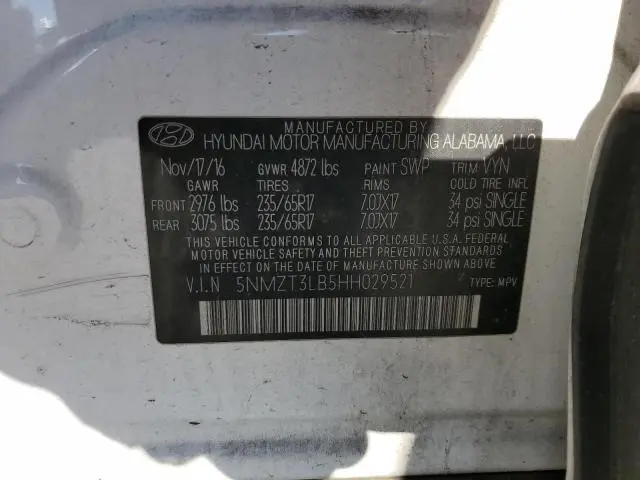 MANUFACTURED BY
HYUNDAI MOTOR MANUFACTURING ALABAMA, LLC
Nov/17/16 GVWR 4872 lbs PAINT SWP TRIM VYN
GAWR TIRES RIMS COLD TIRE INFL
FRONT 2976 lbs 235/65R17 7.0JX17 34 psi SINGLE
REAR 3075 lbs 235/65R17 7.0JX17 34 psi SINGLE
THIS VEHICLE CONFORMS TO ALL APPLICABLE U.S.A. FEDERAL
MOTOR VEHICLE SAFETY AND THEFT PREVENTION STANDARDS
IN EFFECT ON THE DATE OF MANUFACTURE SHOWN ABOVE.
V.I.N 5NMZT3LB5HH029521 TYPE: MPV